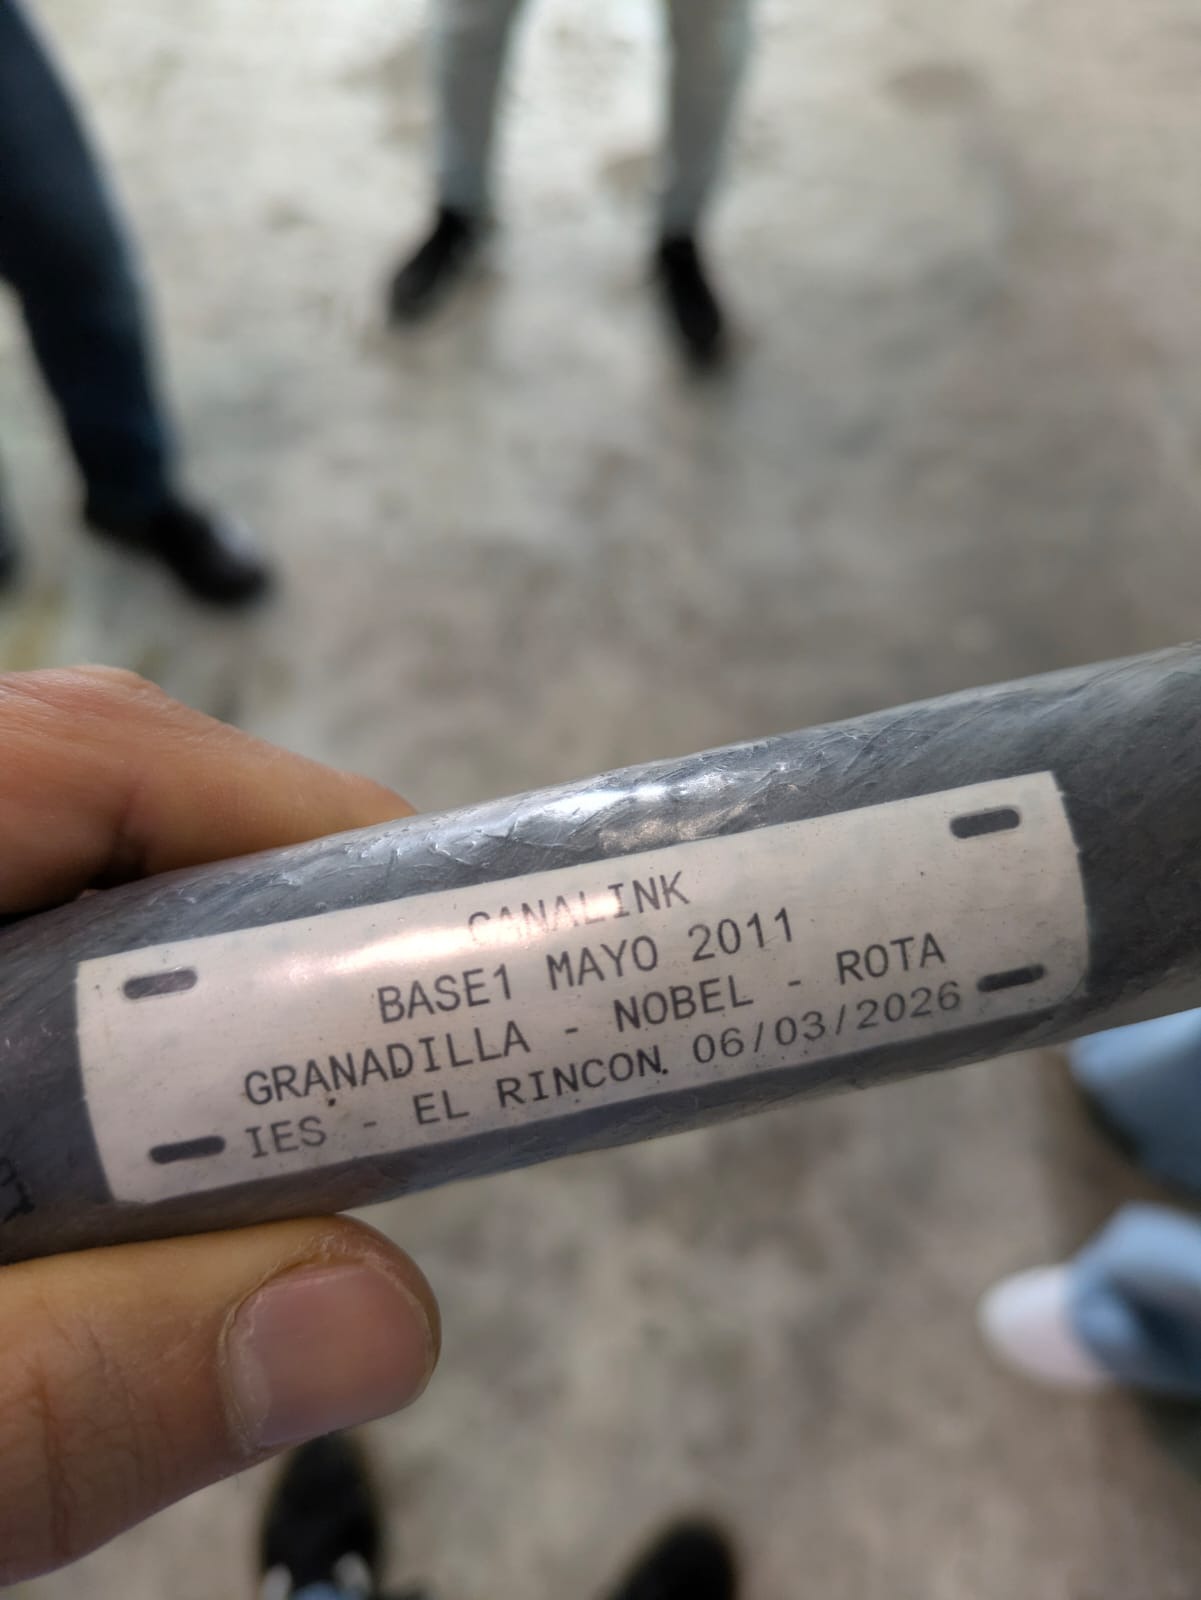 CANALINK
BASE1 MAYO 2011
GRANADILLA - NOBEL - ROTA
IES - EL RINCON. 06/03/2026